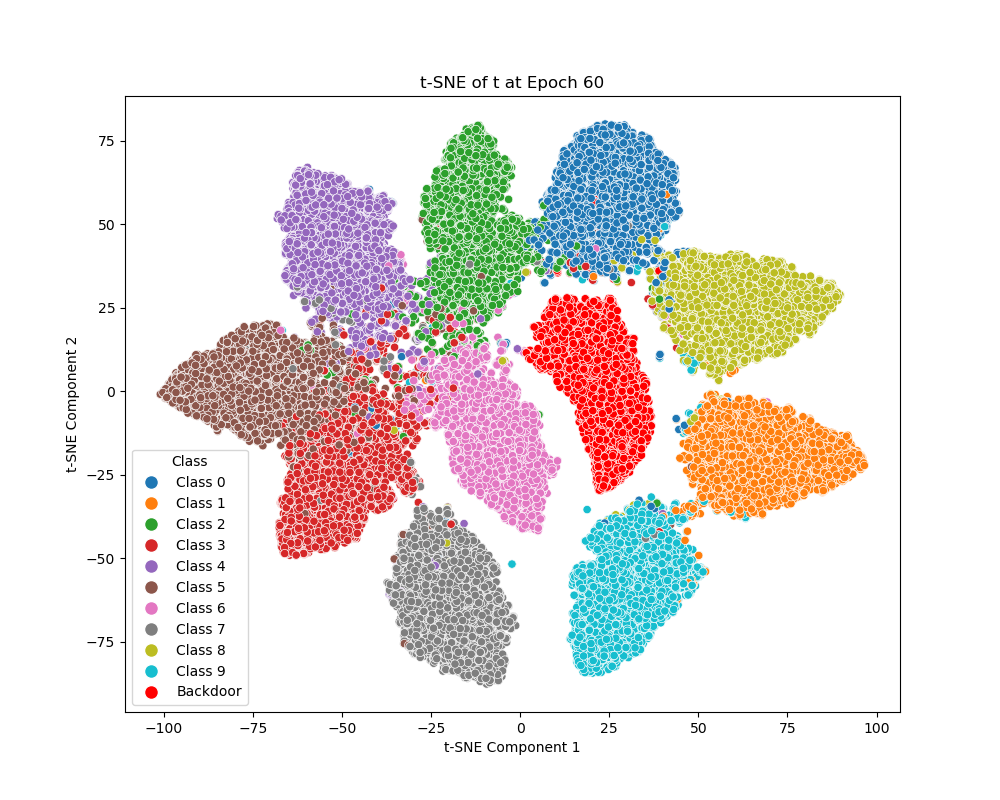 t-SNE of t at Epoch 60
75
50
25
0
−25
−50
−75
t-SNE Component 2
Class
Class 0
Class 1
Class 2
Class 3
Class 4
Class 5
Class 6
Class 7
Class 8
Class 9
Backdoor
−100 −75 −50 −25 0 25 50 75 100
t-SNE Component 1